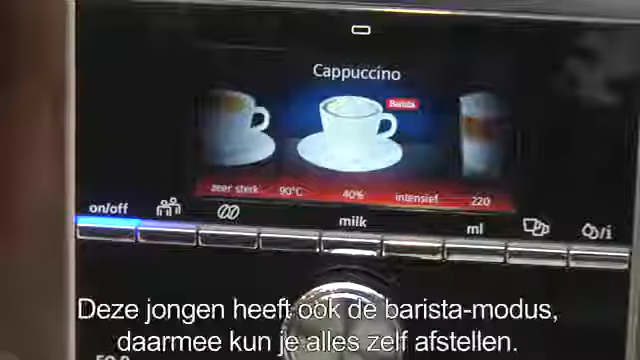 Cappuccino
Barista
zeer sterk 90°C 40% intensief 220
on/off milk ml /i
Deze jongen heeft ook de barista-modus,
daarmee kun je alles zelf afstellen.